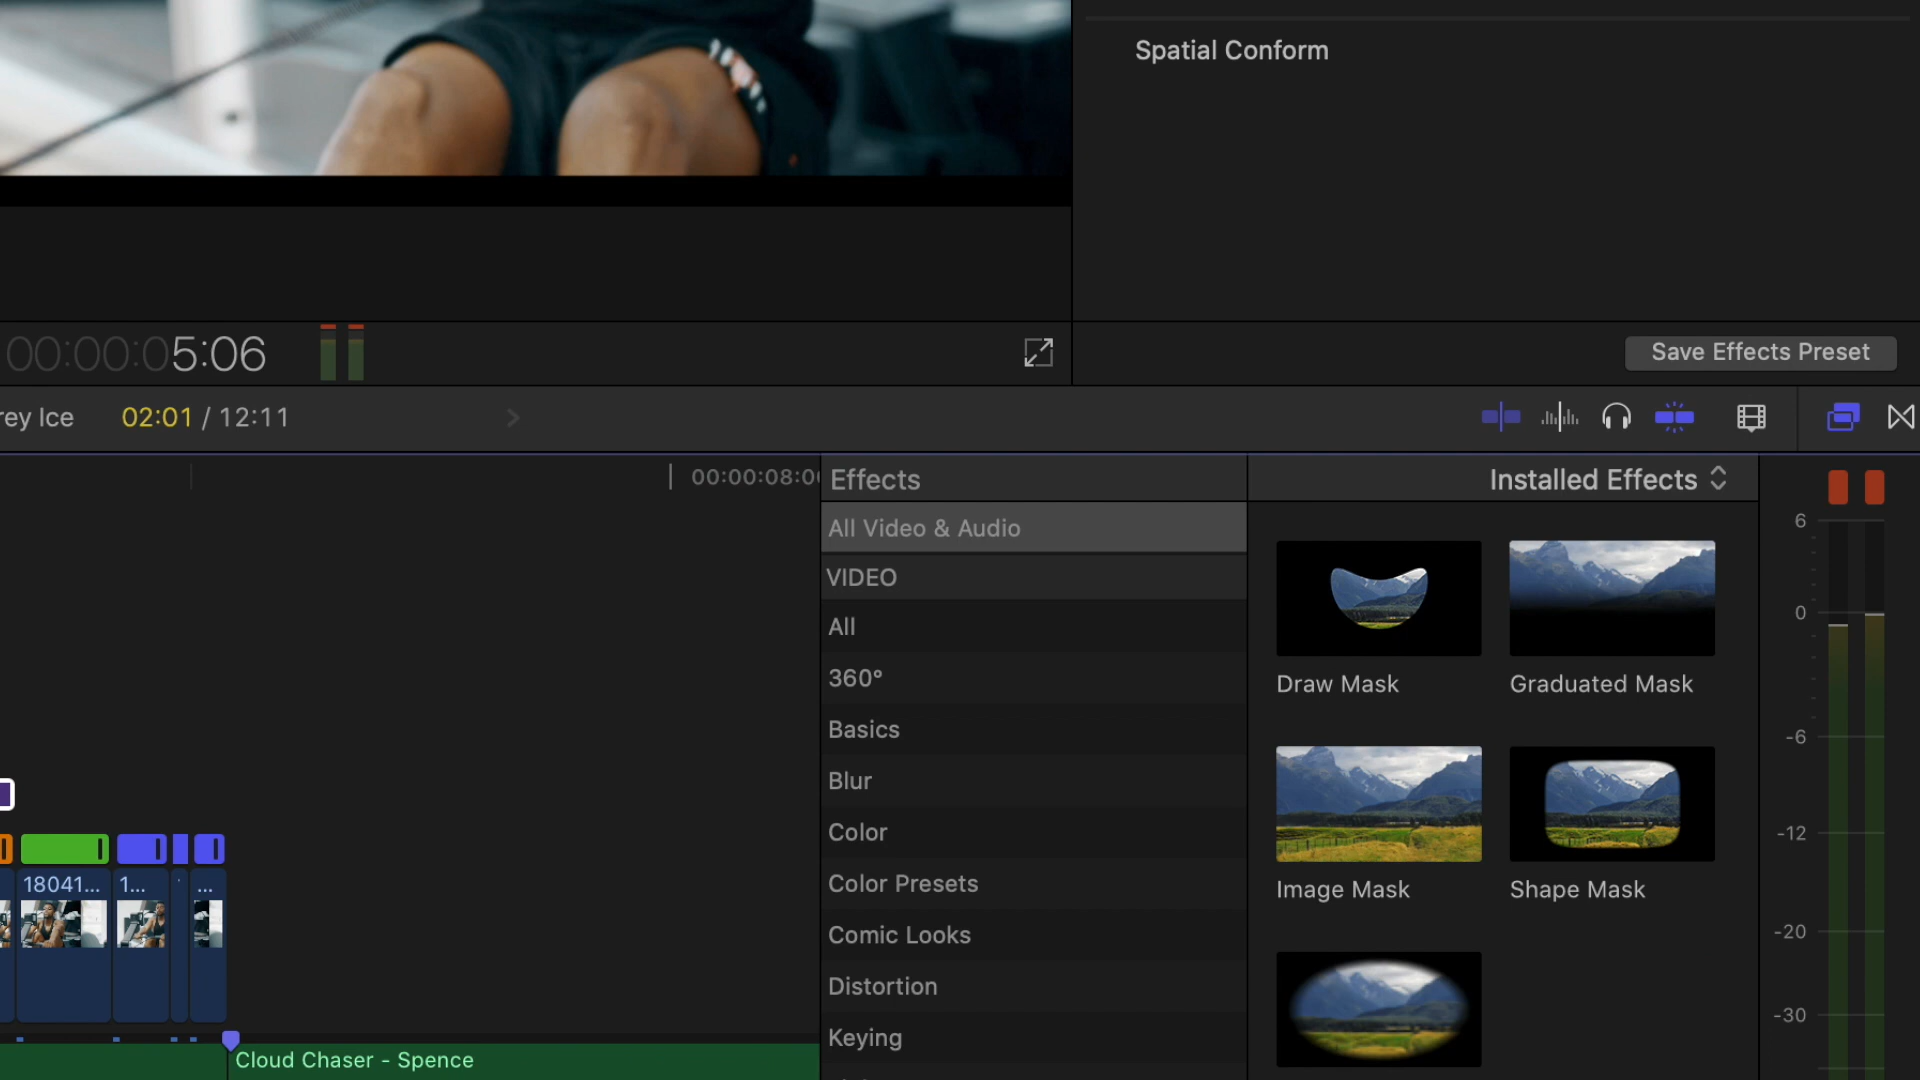 Spatial Conform
00:00:05:06
Save Effects Preset
rey Ice
02:01 / 12:11
00:00:08:0
Effects
Installed Effects
All Video & Audio
VIDEO
All
360°
Basics
Blur
Color
Color Presets
Comic Looks
Distortion
Keying
Draw Mask
Graduated Mask
Image Mask
Shape Mask
6
0
-6
-12
-20
-30
18041...
1...
...
Cloud Chaser - Spence